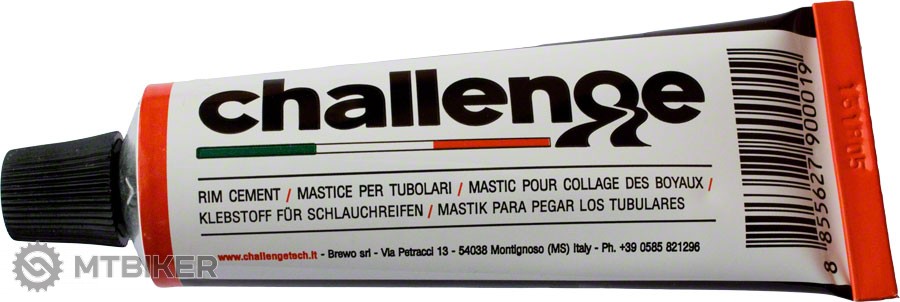 challenge
RIM CEMENT / MASTICE PER TUBOLARI / MASTIC POUR COLLAGE DES BOYAUX /
KLEBSTOFF FÜR SCHLAUCHREIFEN / MASTIK PARA PEGAR LOS TUBULARES
www.challengetech.it - Brewo srl - Via Petracci 13 - 54038 Montignoso (MS) Italy - Ph. +39 0585 821296
8 855627 900019
MTBIKER